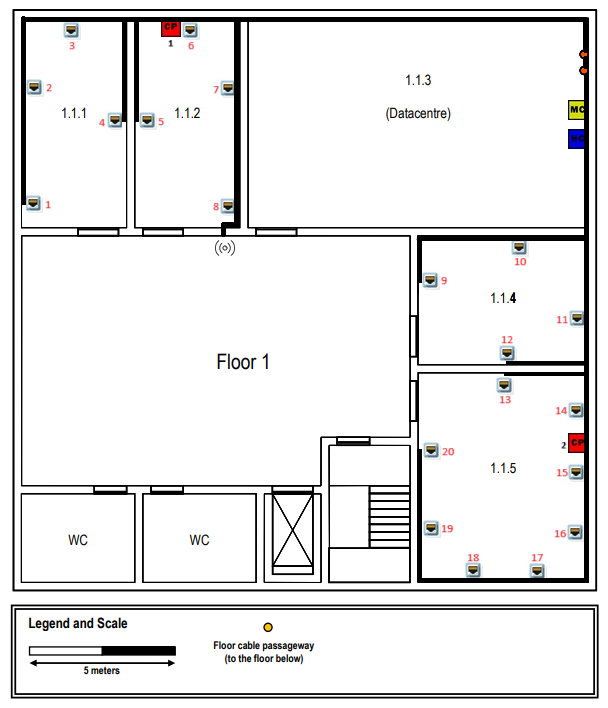 CP
1
3
6
2
7
1.1.1
1.1.2
1.1.3
(Datacentre)
MC
4
5
1
8
10
9
1.1.4
11
12
Floor 1
13
14
CP
2
20
1.1.5
15
19
16
18
17
WC
WC
Legend and Scale
5 meters
Floor cable passageway
(to the floor below)